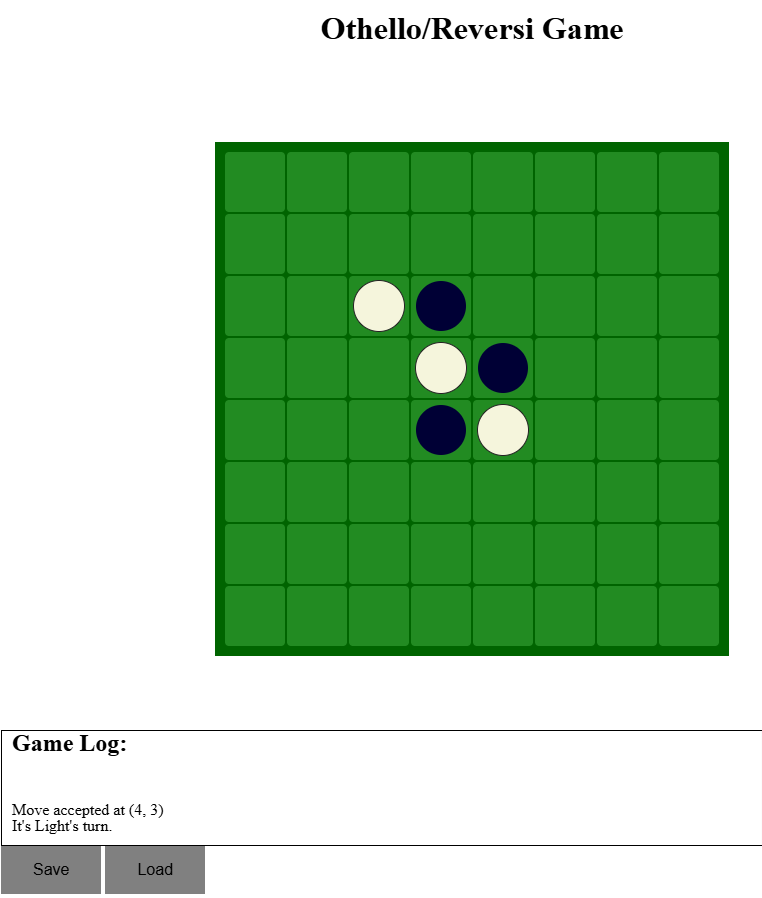 Othello/Reversi Game
Game Log:
Move accepted at (4, 3)
It's Light's turn.
Save
Load